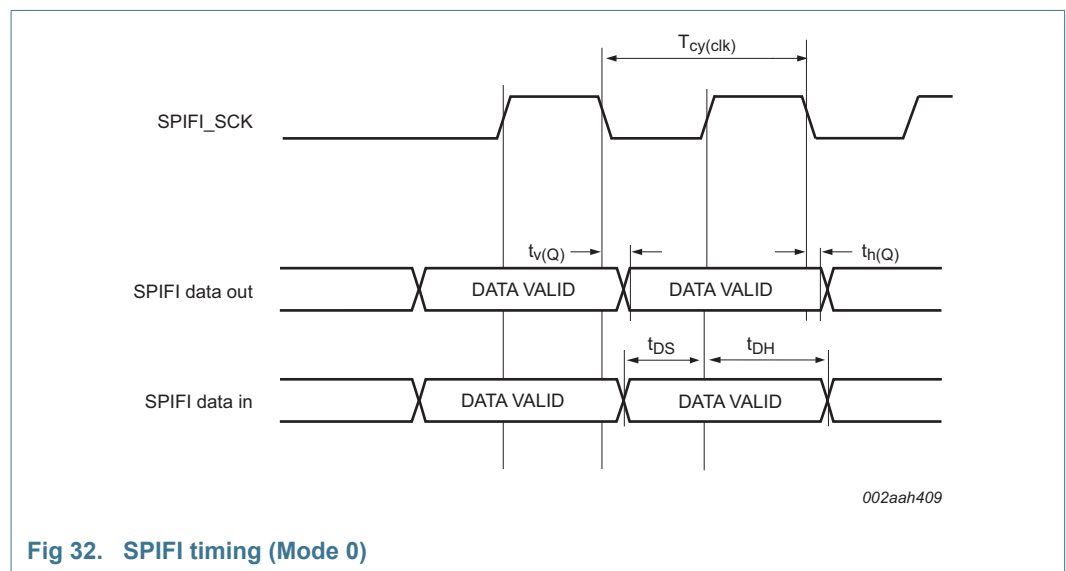 Tcy(clk)
SPIFI_SCK
tv(Q)
th(Q)
SPIFI data out
DATA VALID
DATA VALID
tDS
tDH
SPIFI data in
DATA VALID
DATA VALID
002aah409
Fig 32. SPIFI timing (Mode 0)